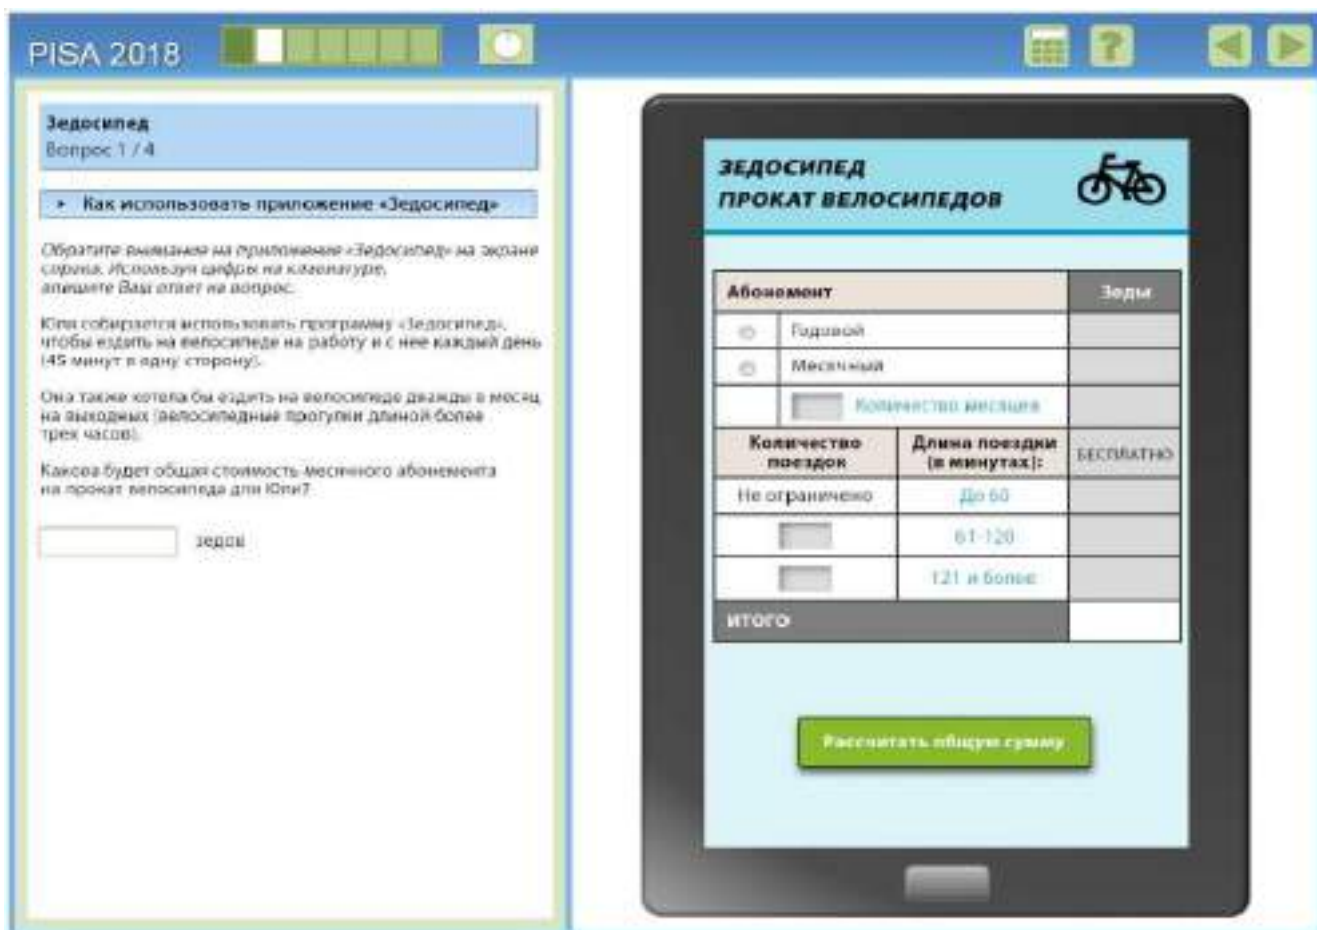 PISA 2018
?
Зедосипед
Вопрос 1 / 4
Как использовать приложение «Зедосипед»
Обратите внимание на приложение «Зедосипед» на экране
справа. Используя цифры на клавиатуре,
впишите Ваш ответ на вопрос.
Юля собирается использовать программу «Зедосипед»,
чтобы ездить на велосипеде на работу и с нее каждый день
(45 минут в одну сторону).
Она также хотела бы ездить на велосипеде дважды в месяц
на выходных (велосипедные прогулки длиной более
трех часов).
Какова будет общая стоимость месячного абонемента
на прокат велосипеда для Юли?
зедов
ЗЕДОСИПЕД
ПРОКАТ ВЕЛОСИПЕДОВ
Абонемент Зеды
Годовой
Месячный
Количество месяцев
Количество поездок Длина поездки (в минутах): БЕСПЛАТНО
Не ограничено До 60
61-120
121 и более
ИТОГО
Рассчитать общую сумму